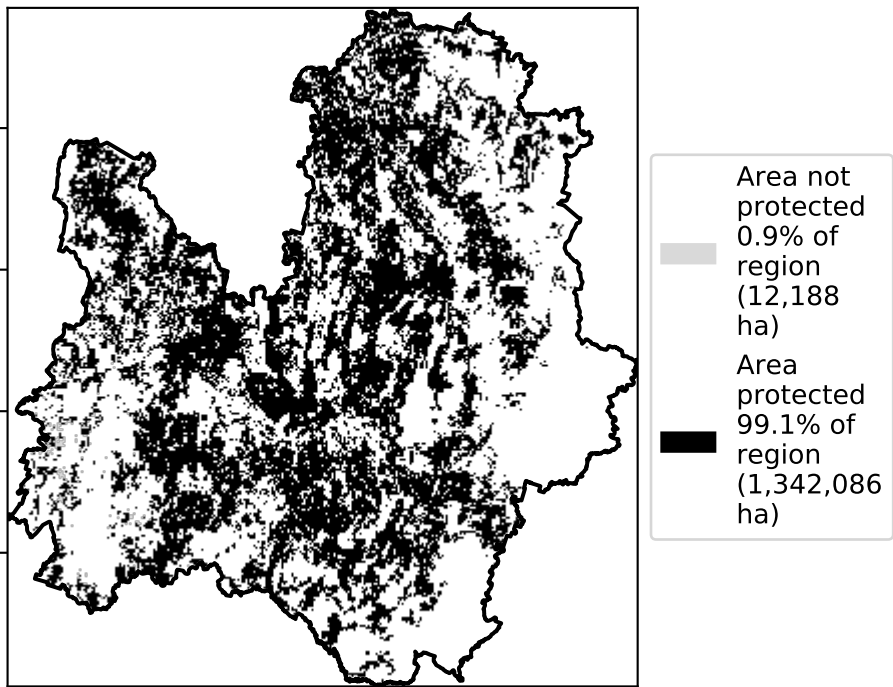 Area not
protected
0.9% of
region
(12,188
ha)
Area
protected
99.1% of
region
(1,342,086
ha)